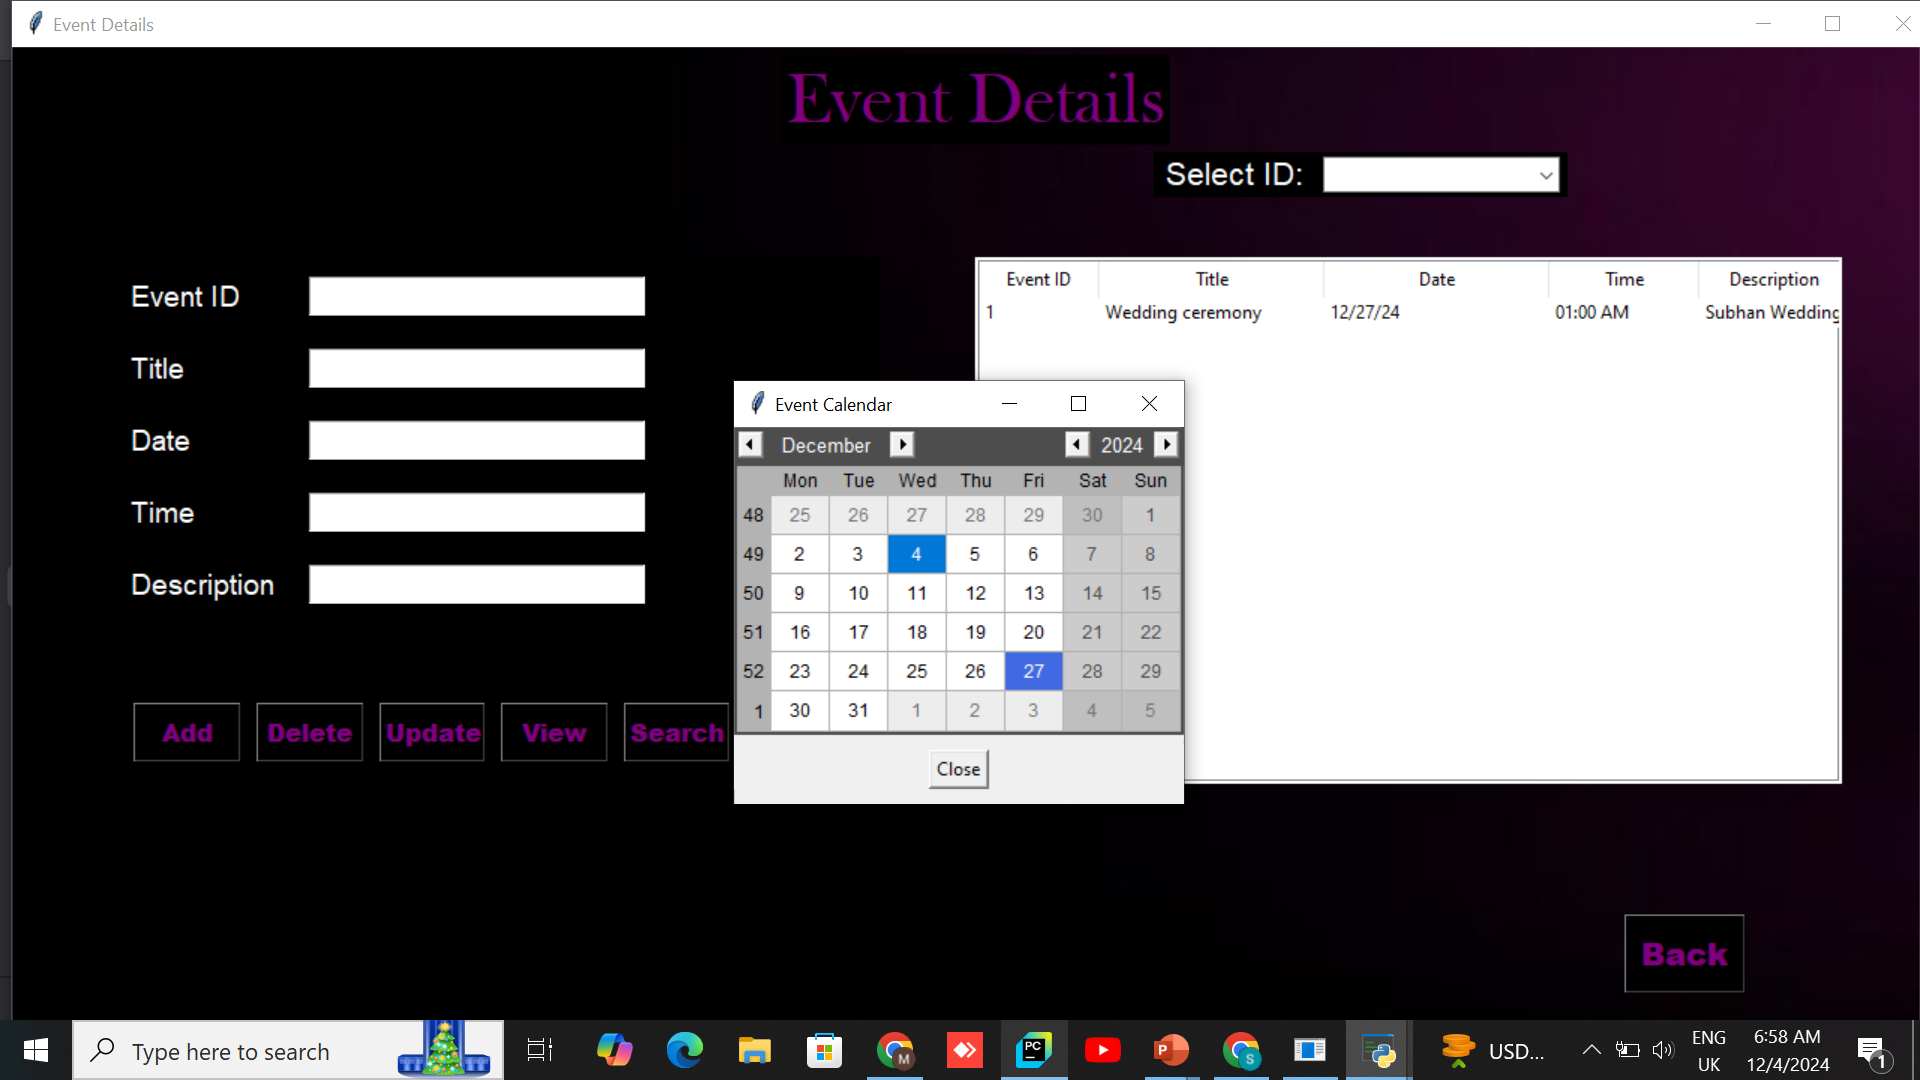 Event Details
Event Details
Select ID:
Event ID
Title
Date
Time
Description
Event ID Title Date Time Description
1 Wedding ceremony 12/27/24 01:00 AM Subhan Wedding
Event Calendar
December 2024
Mon Tue Wed Thu Fri Sat Sun
48 25 26 27 28 29 30 1
49 2 3 4 5 6 7 8
50 9 10 11 12 13 14 15
51 16 17 18 19 20 21 22
52 23 24 25 26 27 28 29
1 30 31 1 2 3 4 5
Close
Add Delete Update View Search
Back
Type here to search
M
PC
P
S
USD...
ENG
UK
6:58 AM
12/4/2024
1